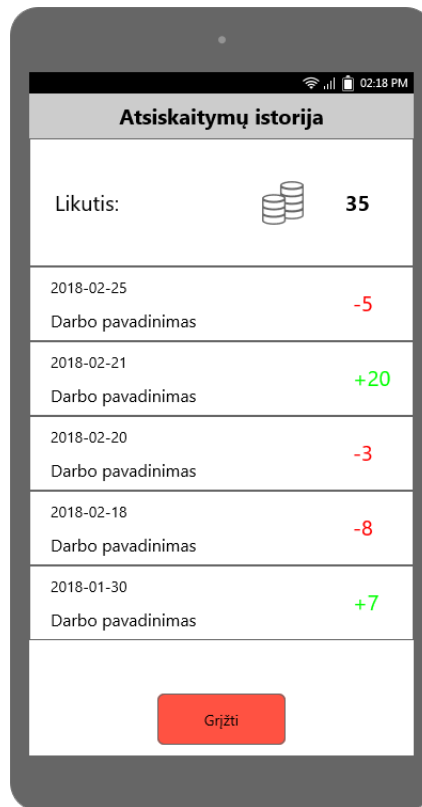 02:18 PM
Atsiskaitymų istorija
Likutis: 35
2018-02-25
-5
Darbo pavadinimas
2018-02-21
+20
Darbo pavadinimas
2018-02-20
-3
Darbo pavadinimas
2018-02-18
-8
Darbo pavadinimas
2018-01-30
+7
Darbo pavadinimas
Grįžti